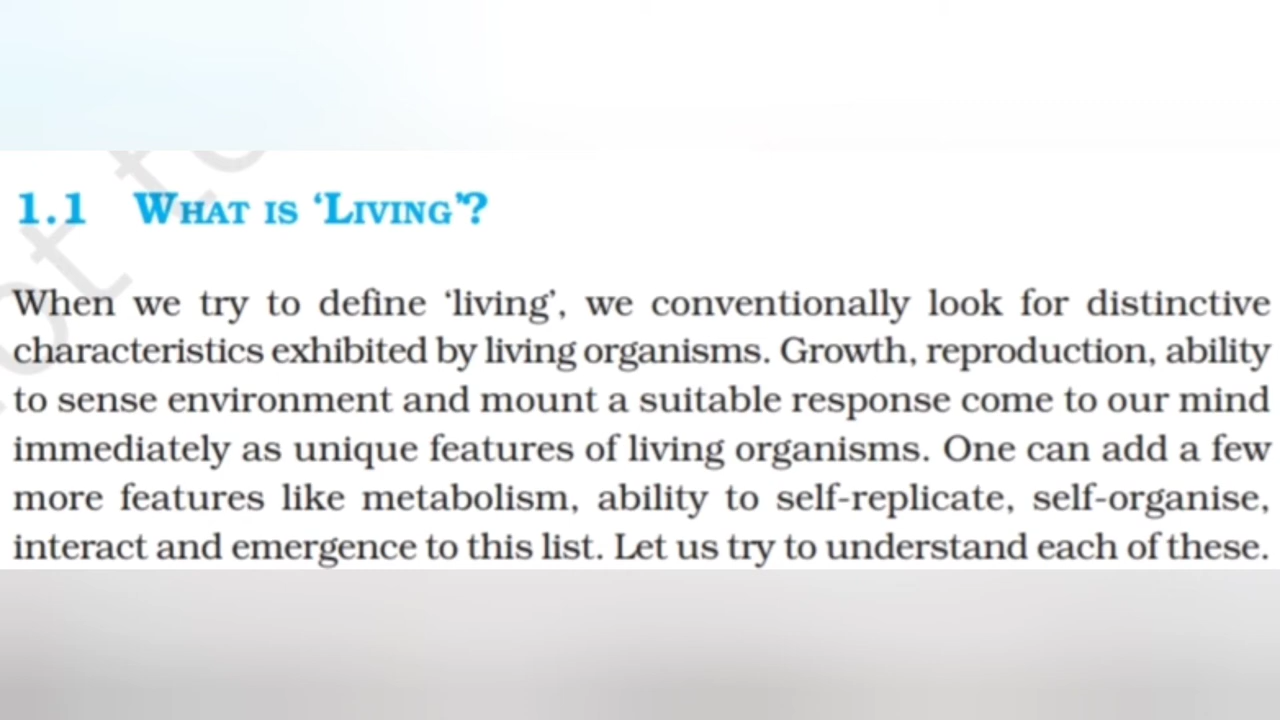 1.1 WHAT IS ‘LIVING’?
When we try to define ‘living’, we conventionally look for distinctive
characteristics exhibited by living organisms. Growth, reproduction, ability
to sense environment and mount a suitable response come to our mind
immediately as unique features of living organisms. One can add a few
more features like metabolism, ability to self-replicate, self-organise,
interact and emergence to this list. Let us try to understand each of these.